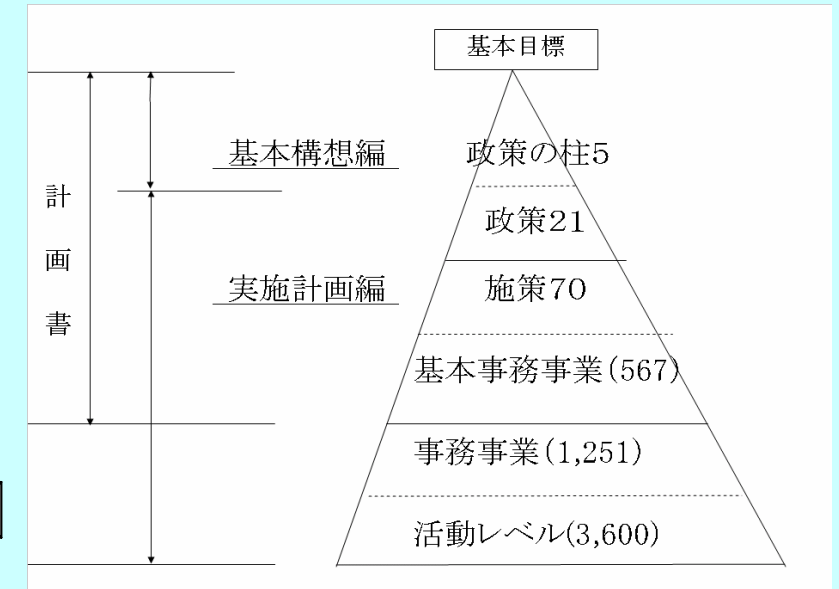 基本目標
基本構想編
政策の柱5
計画書
政策21
実施計画編
施策70
基本事務事業(567)
事務事業(1,251)
活動レベル(3,600)